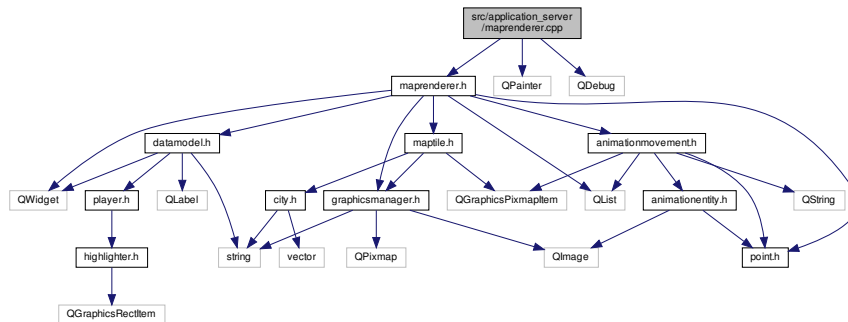 src/application_server
/maprenderer.cpp
maprenderer.h
QPainter
QDebug
datamodel.h
maptile.h
animationmovement.h
QWidget
player.h
QLabel
city.h
graphicsmanager.h
QGraphicsPixmapItem
QList
animationentity.h
QString
highlighter.h
string
vector
QPixmap
QImage
point.h
QGraphicsRectItem